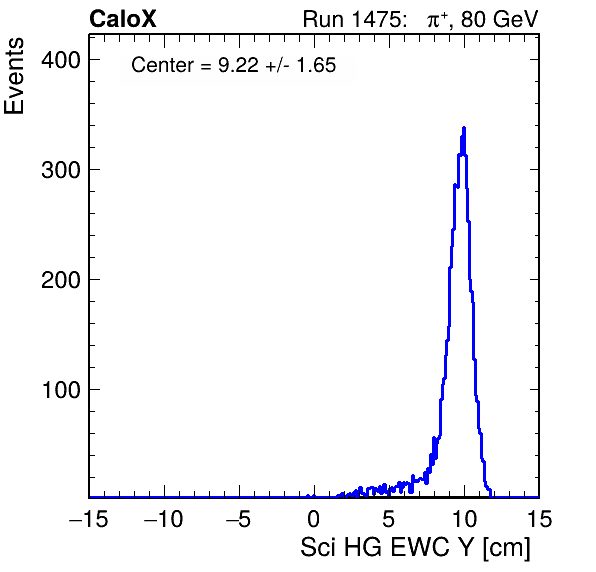 CaloX Run 1475: π⁺, 80 GeV
Center = 9.22 +/- 1.65
Events
400
300
200
100
−15 −10 −5 0 5 10 15
Sci HG EWC Y [cm]